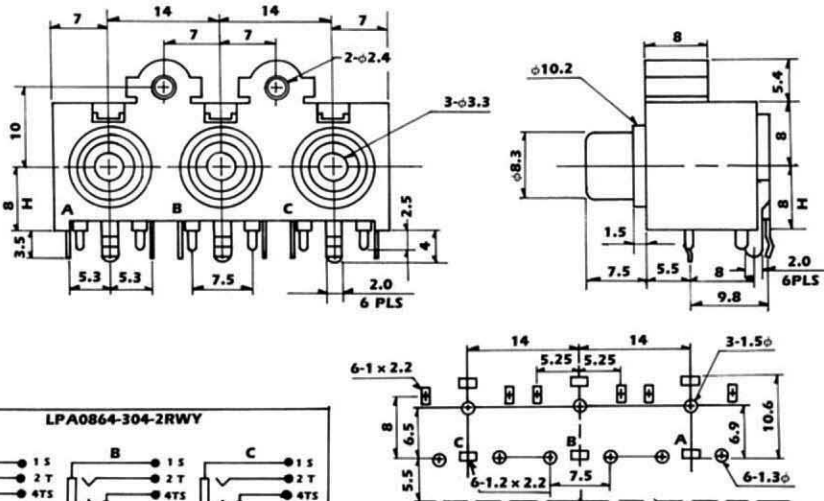 7
14
14
7
7
7
2-ϕ2.4
3-ϕ3.3
10
8
H
A
B
C
3.5
2.5
4
5.3
5.3
7.5
2.0
6 PLS
8
ϕ10.2
5.4
ϕ8.3
8
8
H
1.5
7.5
5.5
8
2.0
6PLS
9.8
14
14
3-1.5ϕ
5.25
5.25
6-1 x 2.2
8
6.5
5.5
C
B
A
6.9
10.6
6-1.2 x 2.2
7.5
6-1.3ϕ
LPA0864-304-2RWY
B
C
1 S
1 S
1 S
2 T
2 T
2 T
4TS
4TS
4TS